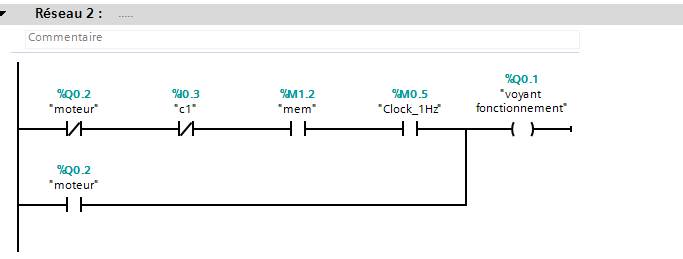 Réseau 2 : .....
Commentaire
%Q0.2 %I0.3 %M1.2 %M0.5 %Q0.1
"moteur" "c1" "mem" "Clock_1Hz" "voyant
fonctionnement"
%Q0.2
"moteur"